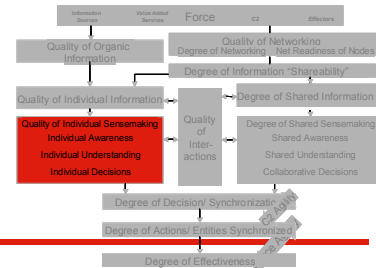 Information Sources
Value Added Services
Force
C2
Effectors
Quality of Organic
Information
Quality of Networking
Degree of Networking Net Readiness of Nodes
Degree of Information "Shareability"
Quality of Individual Information
Degree of Shared Information
Quality of Individual Sensemaking
Individual Awareness
Individual Understanding
Individual Decisions
Quality
of
Inter-
actions
Degree of Shared Sensemaking
Shared Awareness
Shared Understanding
Collaborative Decisions
Degree of Decision/ Synchronization
C2 Agility
Degree of Actions/ Entities Synchronized
Degree of Effectiveness